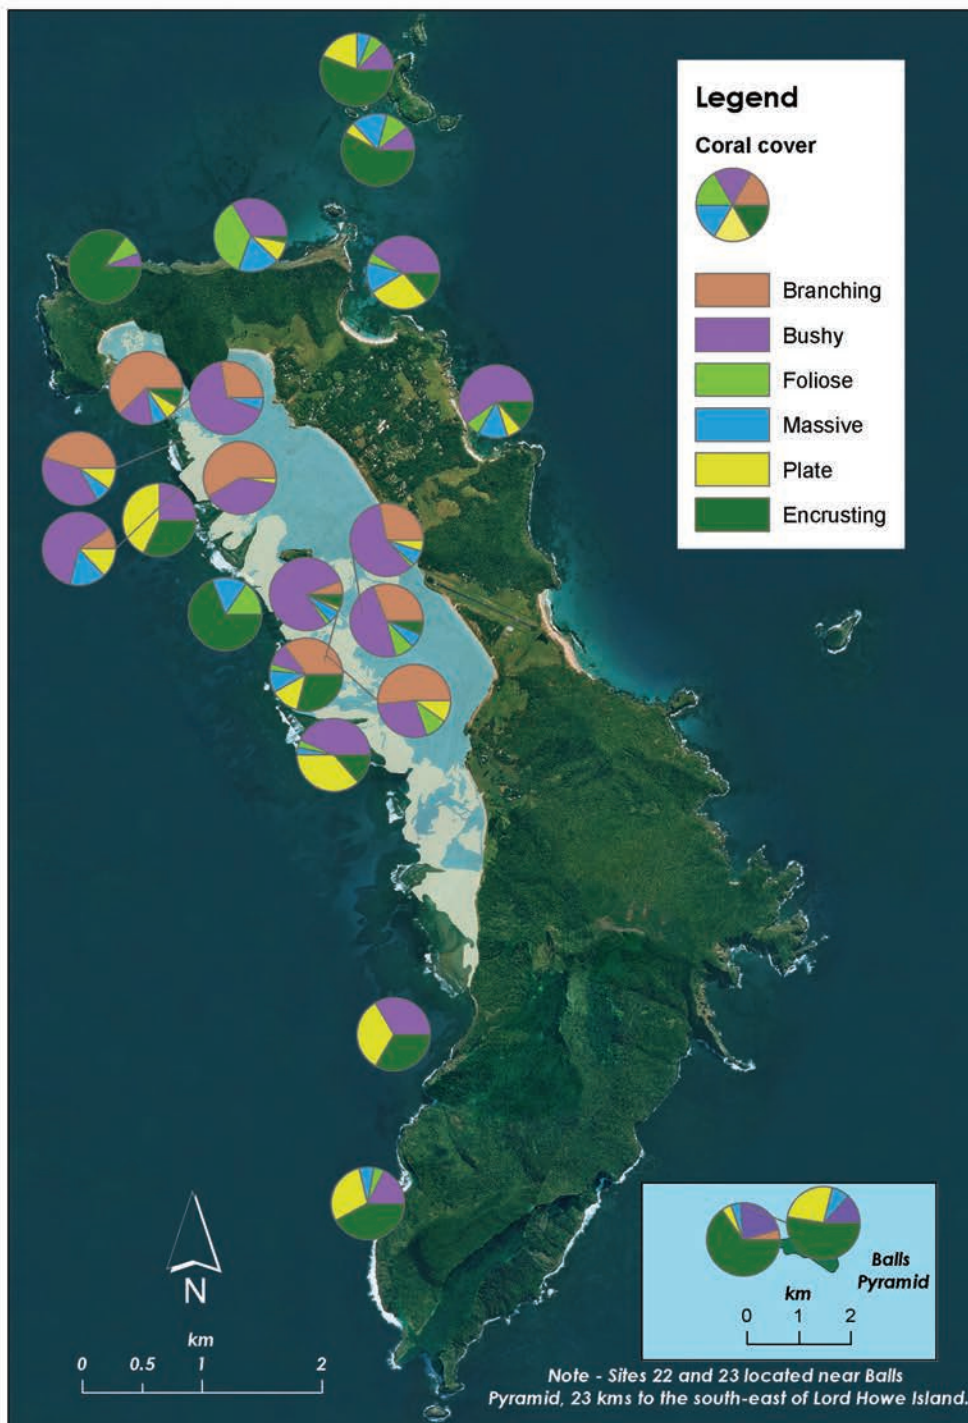 Legend
Coral cover
Branching
Bushy
Foliose
Massive
Plate
Encrusting
N
km
0 0.5 1 2
Balls
Pyramid
km
0 1 2
Note - Sites 22 and 23 located near Balls
Pyramid, 23 kms to the south-east of Lord Howe Island.